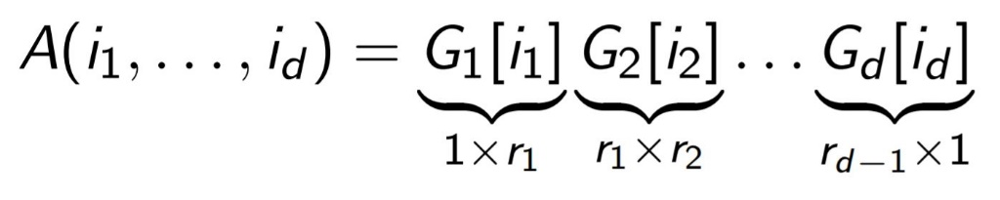 A(i₁, . . . , i_d) = G₁[i₁] G₂[i₂] . . . G_d[i_d]
1×r₁ r₁×r₂ r_{d−1}×1